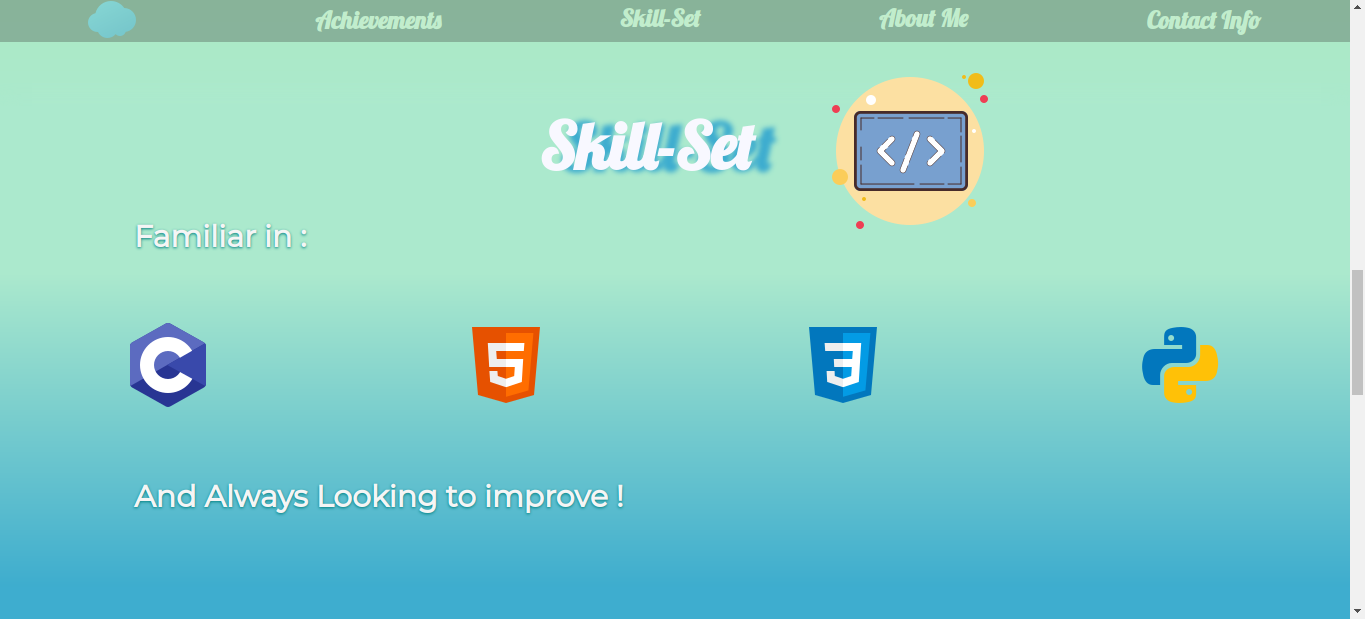 Achievements
Skill-Set
About Me
Contact Info
Skill-Set
</>
Familiar in :
C
5
3
And Always Looking to improve !